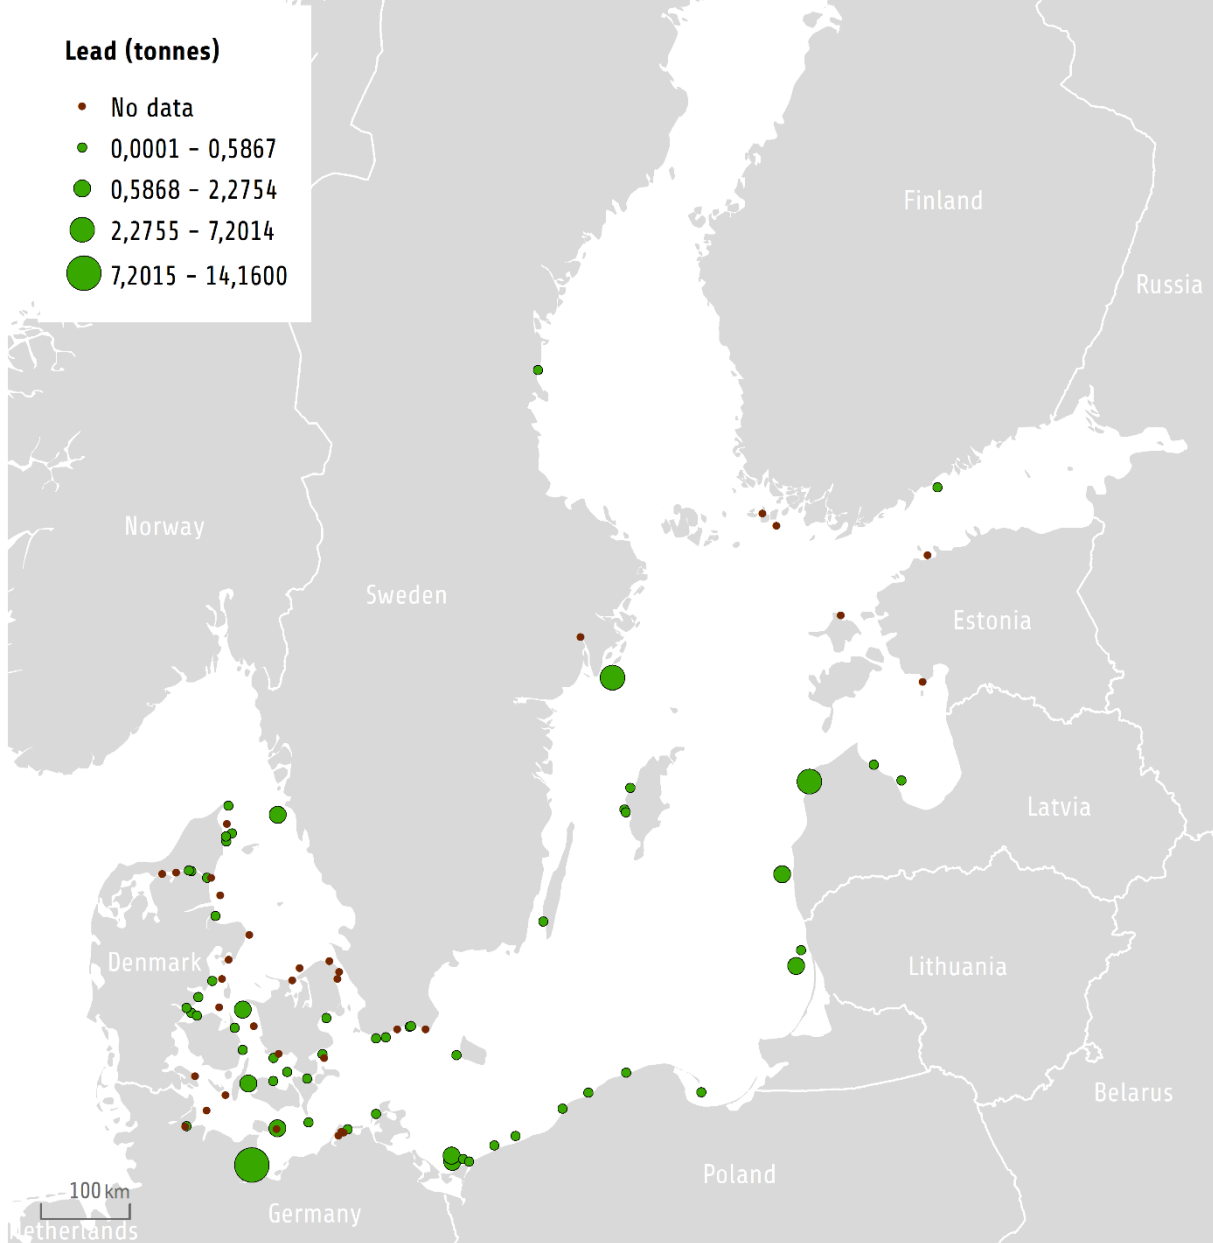 Lead (tonnes)
No data
0,0001 – 0,5867
0,5868 – 2,2754
2,2755 – 7,2014
7,2015 – 14,1600
Finland
Russia
Norway
Sweden
Estonia
Latvia
Denmark
Lithuania
Belarus
Poland
100 km
Germany
Netherlands